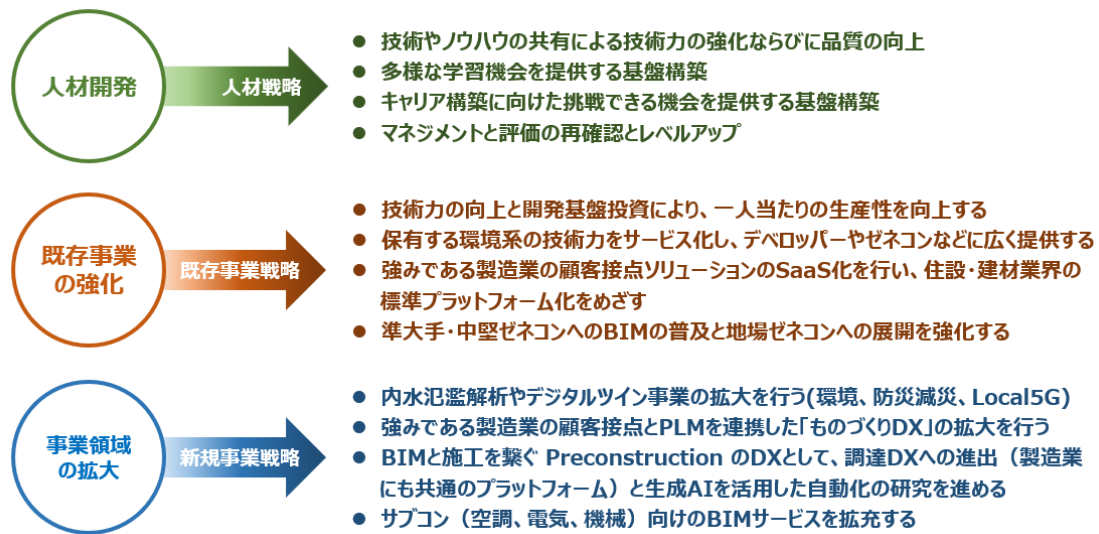 人材開発
人材戦略
● 技術やノウハウの共有による技術力の強化ならびに品質の向上
● 多様な学習機会を提供する基盤構築
● キャリア構築に向けた挑戦できる機会を提供する基盤構築
● マネジメントと評価の再確認とレベルアップ
既存事業
の強化
既存事業戦略
● 技術力の向上と開発基盤投資により、一人当たりの生産性を向上する
● 保有する環境系の技術力をサービス化し、デベロッパーやゼネコンなどに広く提供する
● 強みである製造業の顧客接点ソリューションのSaaS化を行い、住設・建材業界の
標準プラットフォーム化をめざす
● 準大手・中堅ゼネコンへのBIMの普及と地場ゼネコンへの展開を強化する
事業領域
の拡大
新規事業戦略
● 内水氾濫解析やデジタルツイン事業の拡大を行う(環境、防災減災、Local5G)
● 強みである製造業の顧客接点とPLMを連携した「ものづくりDX」の拡大を行う
● BIMと施工を繋ぐ Preconstruction のDXとして、調達DXへの進出（製造業
にも共通のプラットフォーム）と生成AIを活用した自動化の研究を進める
● サブコン（空調、電気、機械）向けのBIMサービスを拡充する